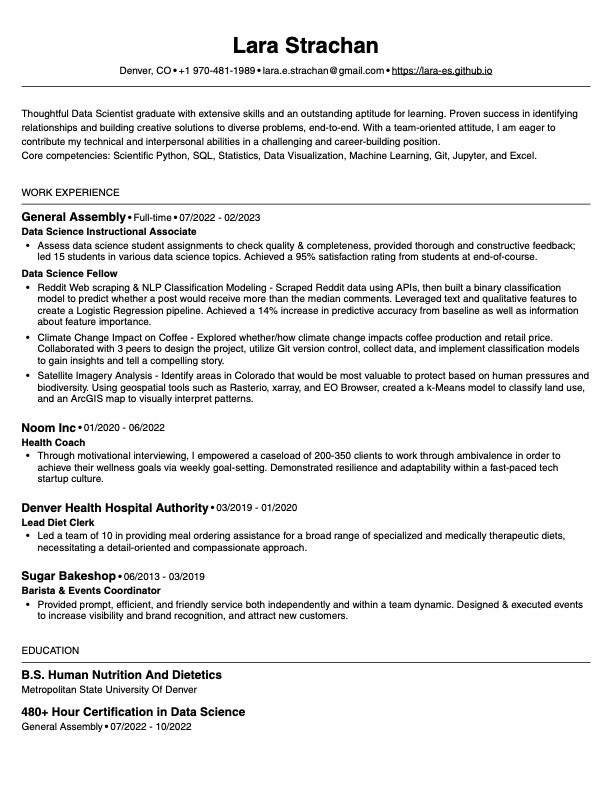 Lara Strachan
Denver, CO • +1 970-481-1989 • lara.e.strachan@gmail.com • https://lara-es.github.io
Thoughtful Data Scientist graduate with extensive skills and an outstanding aptitude for learning. Proven success in identifying
relationships and building creative solutions to diverse problems, end-to-end. With a team-oriented attitude, I am eager to
contribute my technical and interpersonal abilities in a challenging and career-building position.
Core competencies: Scientific Python, SQL, Statistics, Data Visualization, Machine Learning, Git, Jupyter, and Excel.
WORK EXPERIENCE
General Assembly • Full-time • 07/2022 - 02/2023
Data Science Instructional Associate
• Assess data science student assignments to check quality & completeness, provided thorough and constructive feedback;
led 15 students in various data science topics. Achieved a 95% satisfaction rating from students at end-of-course.
Data Science Fellow
• Reddit Web scraping & NLP Classification Modeling - Scraped Reddit data using APIs, then built a binary classification
model to predict whether a post would receive more than the median comments. Leveraged text and qualitative features to
create a Logistic Regression pipeline. Achieved a 14% increase in predictive accuracy from baseline as well as information
about feature importance.
• Climate Change Impact on Coffee - Explored whether/how climate change impacts coffee production and retail price.
Collaborated with 3 peers to design the project, utilize Git version control, collect data, and implement classification models
to gain insights and tell a compelling story.
• Satellite Imagery Analysis - Identify areas in Colorado that would be most valuable to protect based on human pressures and
biodiversity. Using geospatial tools such as Rasterio, xarray, and EO Browser, created a k-Means model to classify land use,
and an ArcGIS map to visually interpret patterns.
Noom Inc • 01/2020 - 06/2022
Health Coach
• Through motivational interviewing, I empowered a caseload of 200-350 clients to work through ambivalence in order to
achieve their wellness goals via weekly goal-setting. Demonstrated resilience and adaptability within a fast-paced tech
startup culture.
Denver Health Hospital Authority • 03/2019 - 01/2020
Lead Diet Clerk
• Led a team of 10 in providing meal ordering assistance for a broad range of specialized and medically therapeutic diets,
necessitating a detail-oriented and compassionate approach.
Sugar Bakeshop • 06/2013 - 03/2019
Barista & Events Coordinator
• Provided prompt, efficient, and friendly service both independently and within a team dynamic. Designed & executed events
to increase visibility and brand recognition, and attract new customers.
EDUCATION
B.S. Human Nutrition And Dietetics
Metropolitan State University Of Denver
480+ Hour Certification in Data Science
General Assembly • 07/2022 - 10/2022